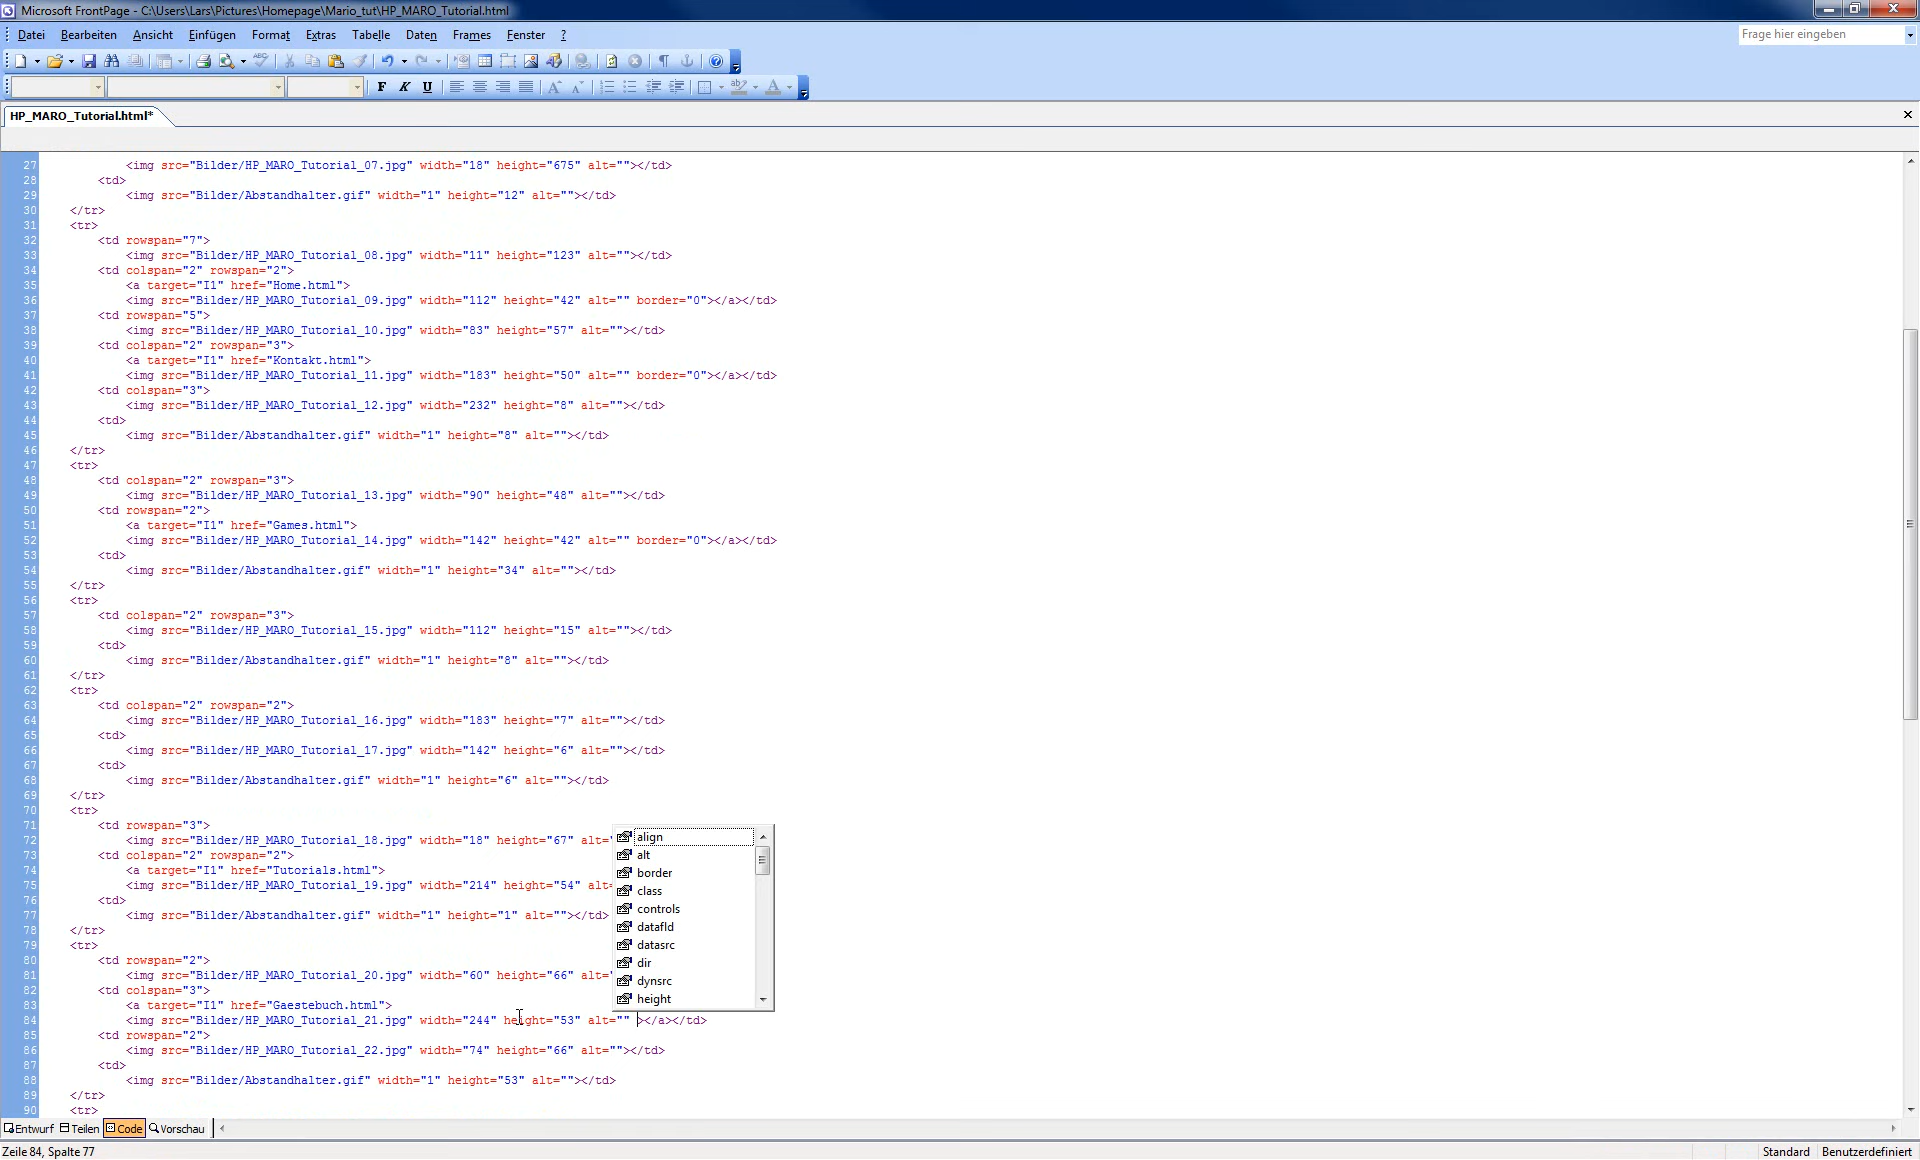 Microsoft FrontPage - C:\Users\Lars\Pictures\Homepage\Mario_tut\HP_MARO_Tutorial.html
Datei Bearbeiten Ansicht Einfügen Format Extras Tabelle Daten Frames Fenster ?
Frage hier eingeben
F K U
HP_MARO_Tutorial.html*
27 <img src="Bilder/HP_MARO_Tutorial_07.jpg" width="18" height="675" alt=""></td>
28 <td>
29 <img src="Bilder/Abstandhalter.gif" width="1" height="12" alt=""></td>
30 </tr>
31 <tr>
32 <td rowspan="7">
33 <img src="Bilder/HP_MARO_Tutorial_08.jpg" width="11" height="123" alt=""></td>
34 <td colspan="2" rowspan="2">
35 <a target="I1" href="Home.html">
36 <img src="Bilder/HP_MARO_Tutorial_09.jpg" width="112" height="42" alt="" border="0"></a></td>
37 <td rowspan="5">
38 <img src="Bilder/HP_MARO_Tutorial_10.jpg" width="83" height="57" alt=""></td>
39 <td colspan="2" rowspan="3">
40 <a target="I1" href="Kontakt.html">
41 <img src="Bilder/HP_MARO_Tutorial_11.jpg" width="183" height="50" alt="" border="0"></a></td>
42 <td colspan="3">
43 <img src="Bilder/HP_MARO_Tutorial_12.jpg" width="232" height="8" alt=""></td>
44 <td>
45 <img src="Bilder/Abstandhalter.gif" width="1" height="8" alt=""></td>
46 </tr>
47 <tr>
48 <td colspan="2" rowspan="3">
49 <img src="Bilder/HP_MARO_Tutorial_13.jpg" width="90" height="48" alt=""></td>
50 <td rowspan="2">
51 <a target="I1" href="Games.html">
52 <img src="Bilder/HP_MARO_Tutorial_14.jpg" width="142" height="42" alt="" border="0"></a></td>
53 <td>
54 <img src="Bilder/Abstandhalter.gif" width="1" height="34" alt=""></td>
55 </tr>
56 <tr>
57 <td colspan="2" rowspan="3">
58 <img src="Bilder/HP_MARO_Tutorial_15.jpg" width="112" height="15" alt=""></td>
59 <td>
60 <img src="Bilder/Abstandhalter.gif" width="1" height="8" alt=""></td>
61 </tr>
62 <tr>
63 <td colspan="2" rowspan="2">
64 <img src="Bilder/HP_MARO_Tutorial_16.jpg" width="183" height="7" alt=""></td>
65 <td>
66 <img src="Bilder/HP_MARO_Tutorial_17.jpg" width="142" height="6" alt=""></td>
67 <td>
68 <img src="Bilder/Abstandhalter.gif" width="1" height="6" alt=""></td>
69 </tr>
70 <tr>
71 <td rowspan="3">
72 <img src="Bilder/HP_MARO_Tutorial_18.jpg" width="18" height="67" alt="
73 <td colspan="2" rowspan="2">
74 <a target="I1" href="Tutorials.html">
75 <img src="Bilder/HP_MARO_Tutorial_19.jpg" width="214" height="54" alt=
76 <td>
77 <img src="Bilder/Abstandhalter.gif" width="1" height="1" alt=""></td>
78 </tr>
79 <tr>
80 <td rowspan="2">
81 <img src="Bilder/HP_MARO_Tutorial_20.jpg" width="60" height="66" alt="
82 <td colspan="3">
83 <a target="I1" href="Gaestebuch.html">
84 <img src="Bilder/HP_MARO_Tutorial_21.jpg" width="244" height="53" alt="" ></a></td>
85 <td rowspan="2">
86 <img src="Bilder/HP_MARO_Tutorial_22.jpg" width="74" height="66" alt=""></td>
87 <td>
88 <img src="Bilder/Abstandhalter.gif" width="1" height="53" alt=""></td>
89 </tr>
90 <tr>
align
alt
border
class
controls
datafld
datasrc
dir
dynsrc
height
Entwurf Teilen Code Vorschau
Zeile 84, Spalte 77
Standard Benutzerdefiniert